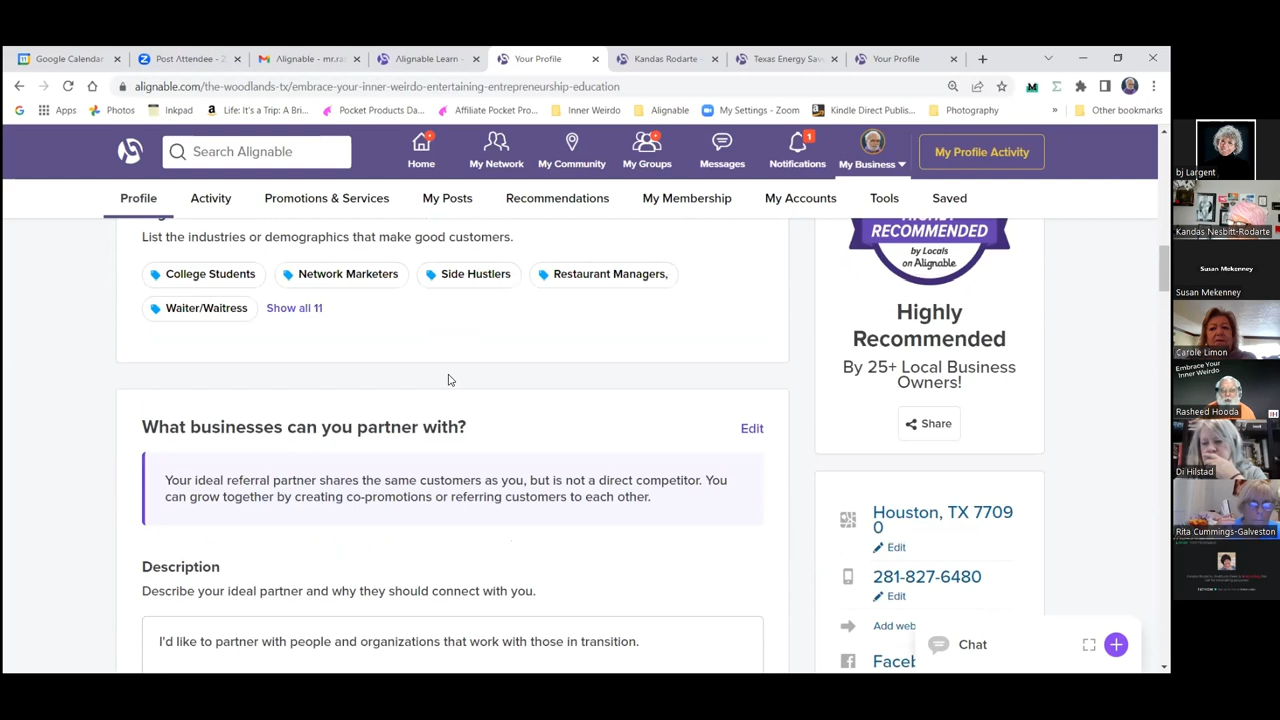 Google Calendar
Post Attendee - Z
Alignable - mr.ra
Alignable Learn -
Your Profile
Kandas Rodarte -
Texas Energy Sav
Your Profile
alignable.com/the-woodlands-tx/embrace-your-inner-weirdo-entertaining-entrepreneurship-education
Apps
Photos
Inkpad
Life: It's a Trip: A Bri...
Pocket Products Da...
Affiliate Pocket Pro...
Inner Weirdo
Alignable
My Settings - Zoom
Kindle Direct Publis...
Photography
»
Other bookmarks
Search Alignable
Home
My Network
My Community
My Groups
Messages
1
Notifications
My Business
My Profile Activity
Profile
Activity
Promotions & Services
My Posts
Recommendations
My Membership
My Accounts
Tools
Saved
List the industries or demographics that make good customers.
College Students
Network Marketers
Side Hustlers
Restaurant Managers,
Waiter/Waitress
Show all 11
What businesses can you partner with?
Edit
Your ideal referral partner shares the same customers as you, but is not a direct competitor. You
can grow together by creating co-promotions or referring customers to each other.
Description
Describe your ideal partner and why they should connect with you.
I'd like to partner with people and organizations that work with those in transition.
HIGHLY
RECOMMENDED
by Locals
on Alignable
Highly
Recommended
By 25+ Local Business
Owners!
Share
Houston, TX 7709
0
Edit
281-827-6480
Edit
Add web
Faceb
Chat
bj Largent
Kandas Nesbitt-Rodarte
Susan Mekenney
Susan Mekenney
Carole Limon
Embrace Your
Inner Weirdo
Rasheed Hooda
Di Hilstad
Rita Cummings-Galveston